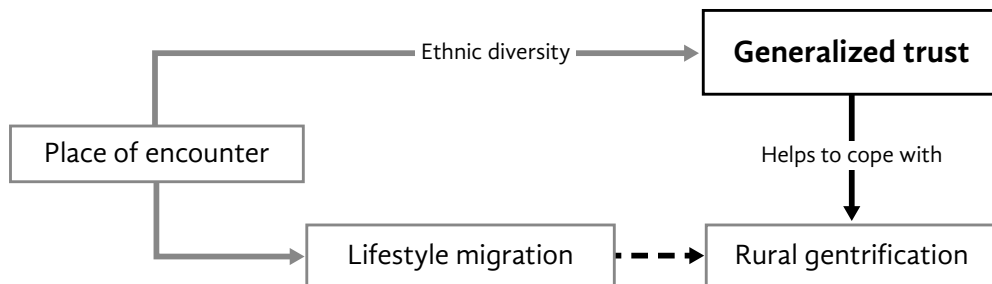 Ethnic diversity
Generalized trust
Place of encounter
Helps to cope with
Lifestyle migration
Rural gentrification